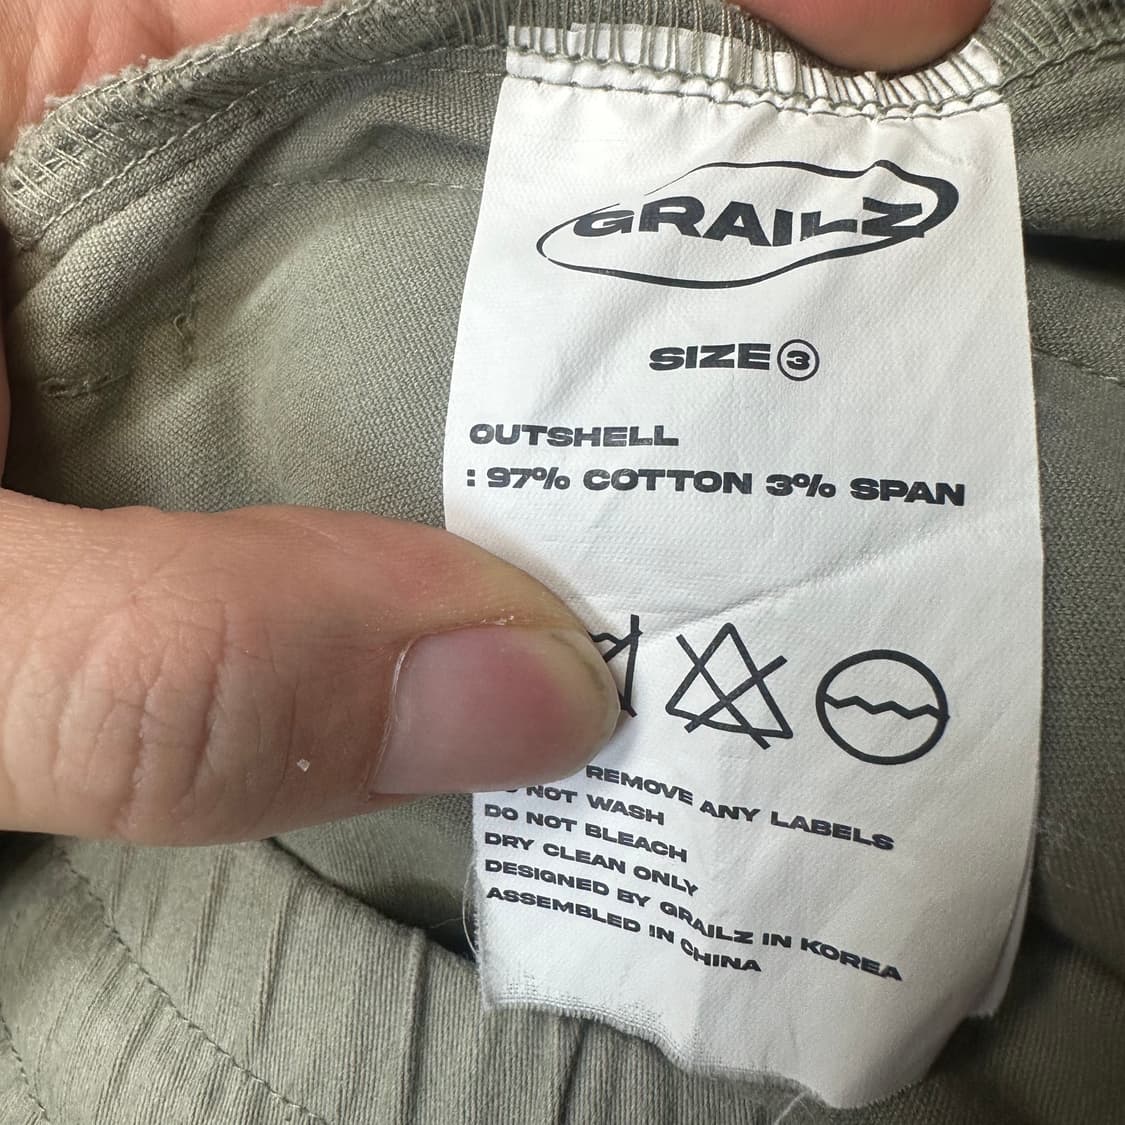 GRAILZ
SIZE 3
OUTSHELL
: 97% COTTON 3% SPAN
REMOVE ANY LABELS
NOT WASH
DO NOT BLEACH
DRY CLEAN ONLY
DESIGNED BY GRAILZ IN KOREA
ASSEMBLED IN CHINA